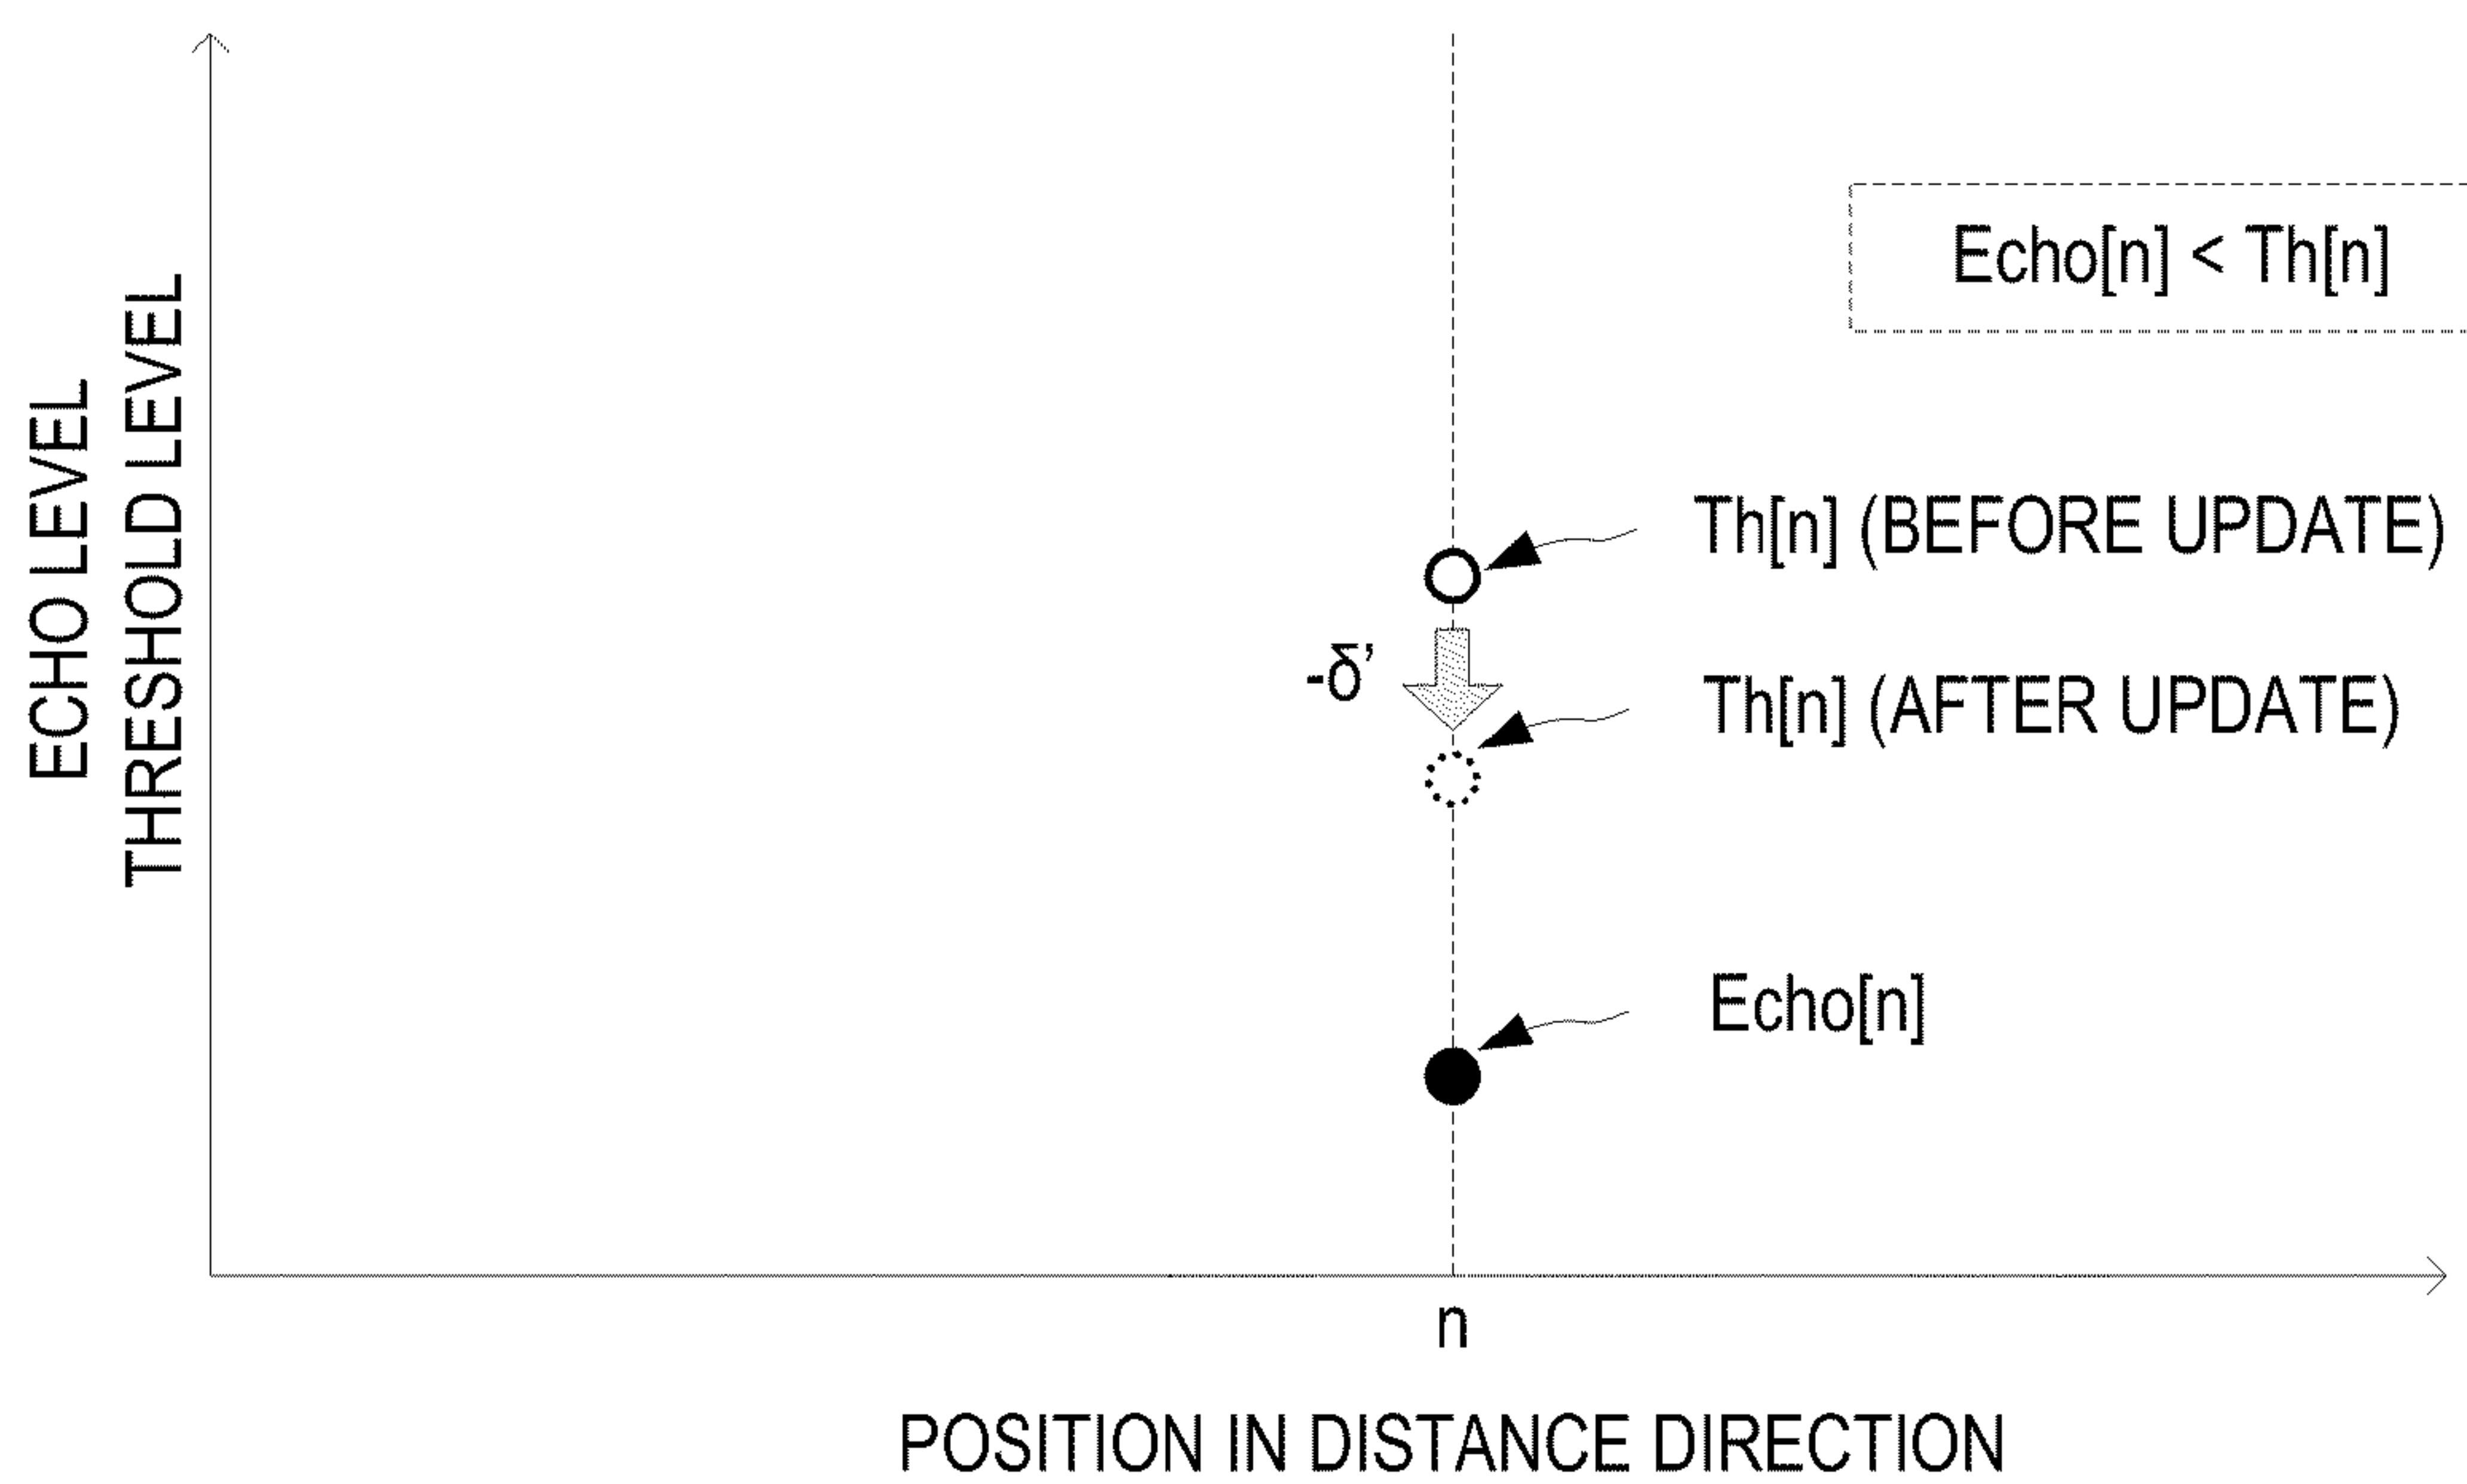 ECHO LEVEL
THRESHOLD LEVEL
Echo[n] < Th[n]
Th[n] (BEFORE UPDATE)
-δ’
Th[n] (AFTER UPDATE)
Echo[n]
n
POSITION IN DISTANCE DIRECTION